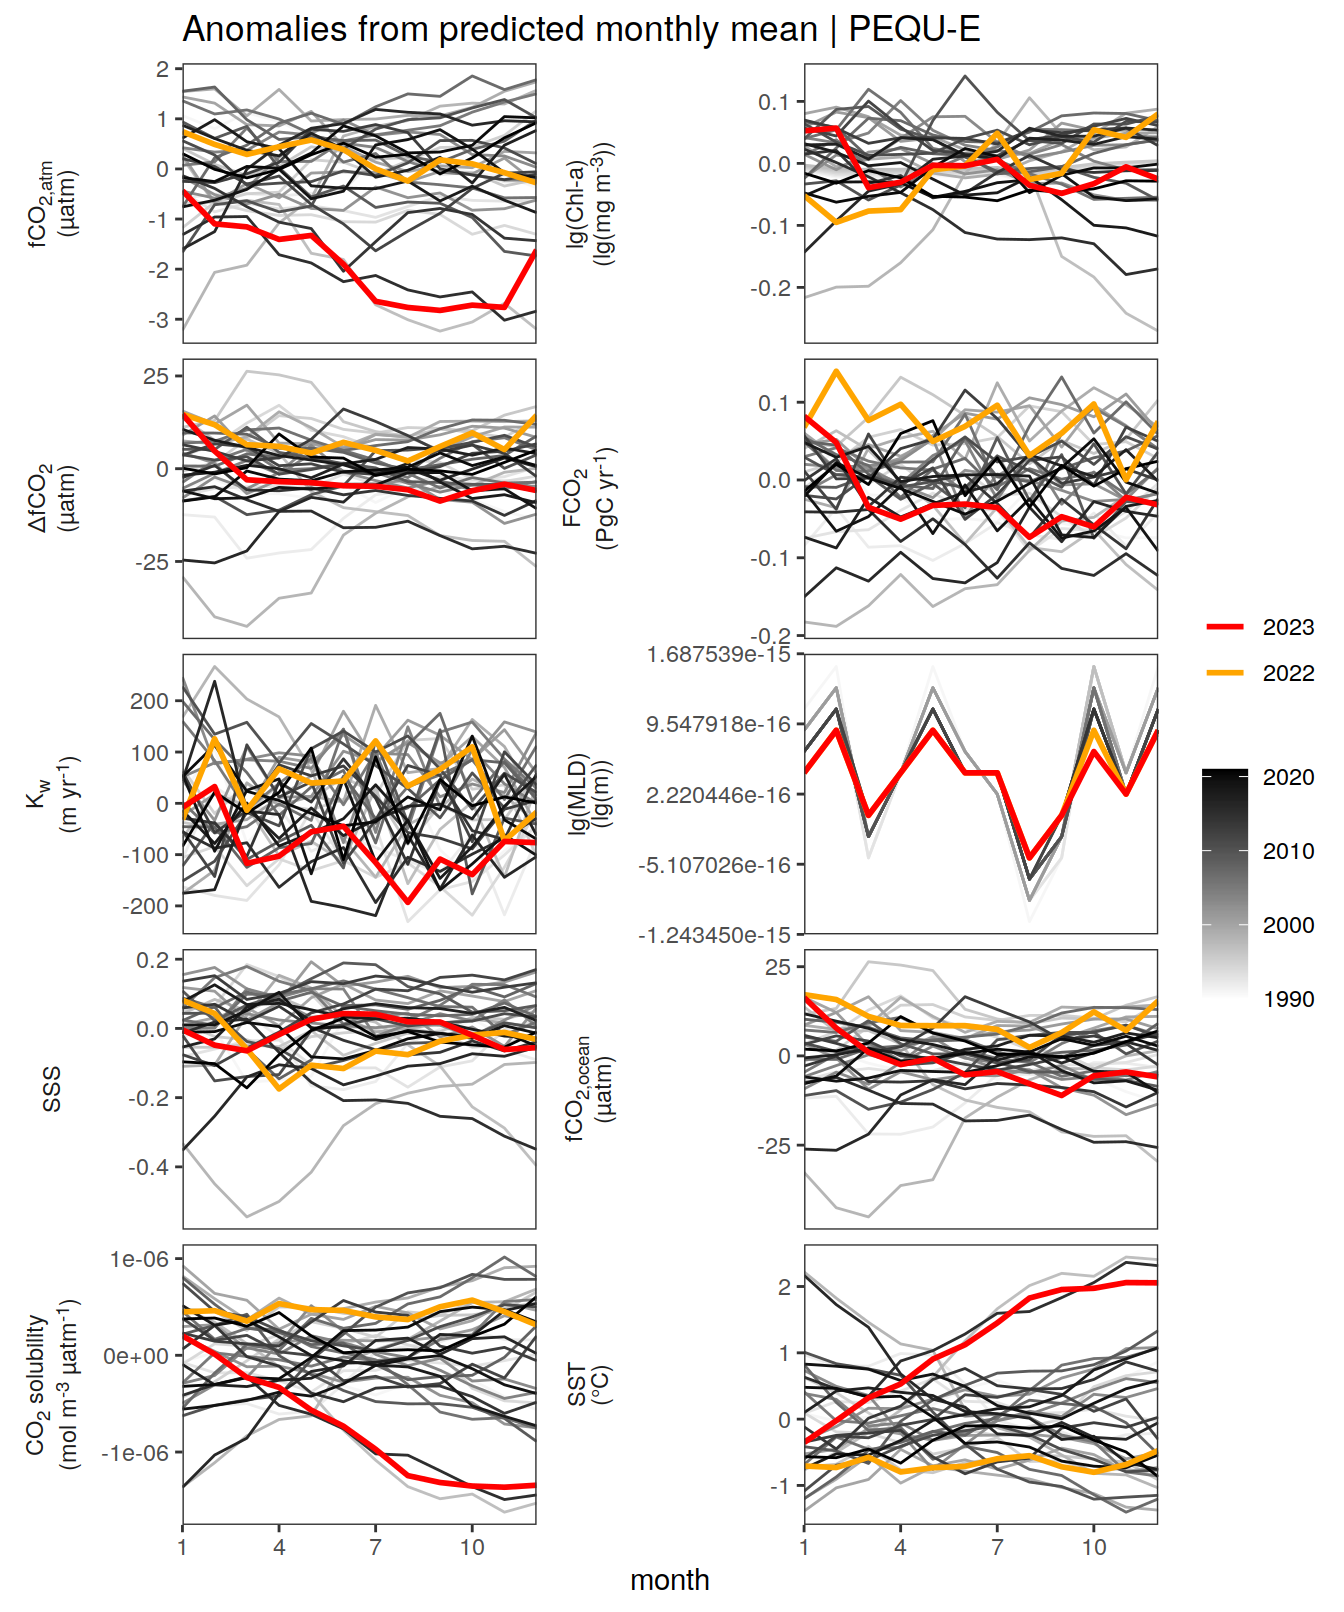 Anomalies from predicted monthly mean | PEQU-E
fCO2,atm
(µatm)
2
1
0
-1
-2
-3
lg(Chl-a)
(lg(mg m-3))
0.1
0.0
-0.1
-0.2
ΔfCO2
(µatm)
25
0
-25
FCO2
(PgC yr-1)
0.1
0.0
-0.1
-0.2
Kw
(m yr-1)
200
100
0
-100
-200
lg(MLD)
(lg(m))
1.687539e-15
9.547918e-16
2.220446e-16
-5.107026e-16
-1.243450e-15
SSS
0.2
0.0
-0.2
-0.4
fCO2,ocean
(µatm)
25
0
-25
CO2 solubility
(mol m-3 µatm-1)
1e-06
0e+00
-1e-06
SST
(°C)
2
1
0
-1
1 4 7 10
1 4 7 10
month
2023
2022
2020
2010
2000
1990